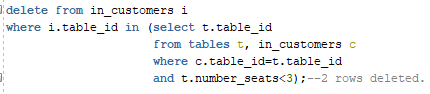 delete from in_customers i
where i.table_id in (select t.table_id
from tables t, in_customers c
where c.table_id=t.table_id
and t.number_seats<3);--2 rows deleted.